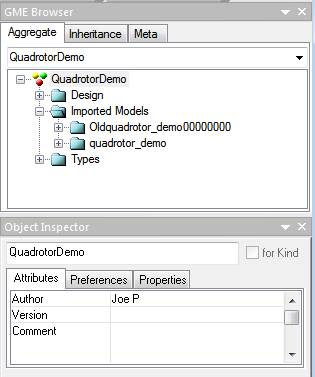 GME Browser
Aggregate Inheritance Meta
QuadrotorDemo
QuadrotorDemo
Design
Imported Models
Oldquadrotor_demo00000000
quadrotor_demo
Types
Object Inspector
QuadrotorDemo for Kind
Attributes Preferences Properties
Author Joe P
Version
Comment